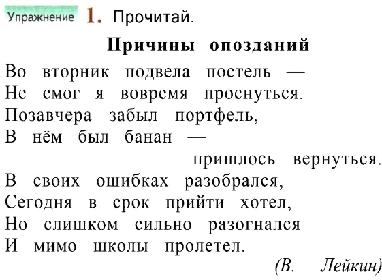 Упражнение 1. Прочитай.
Причины опозданий
Во вторник подвела постель —
Не смог я вовремя проснуться.
Позавчера забыл портфель,
В нём был банан —
пришлось вернуться.
В своих ошибках разобрался,
Сегодня в срок прийти хотел,
Но слишком сильно разогнался
И мимо школы пролетел.
(В. Лейкин)